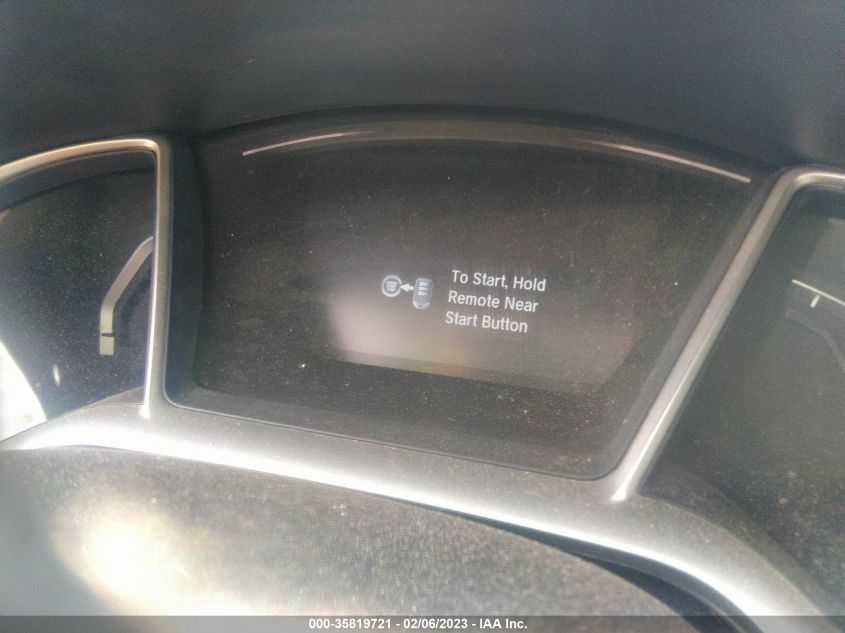 To Start, Hold
Remote Near
Start Button
000-35819721 - 02/06/2023 - IAA Inc.